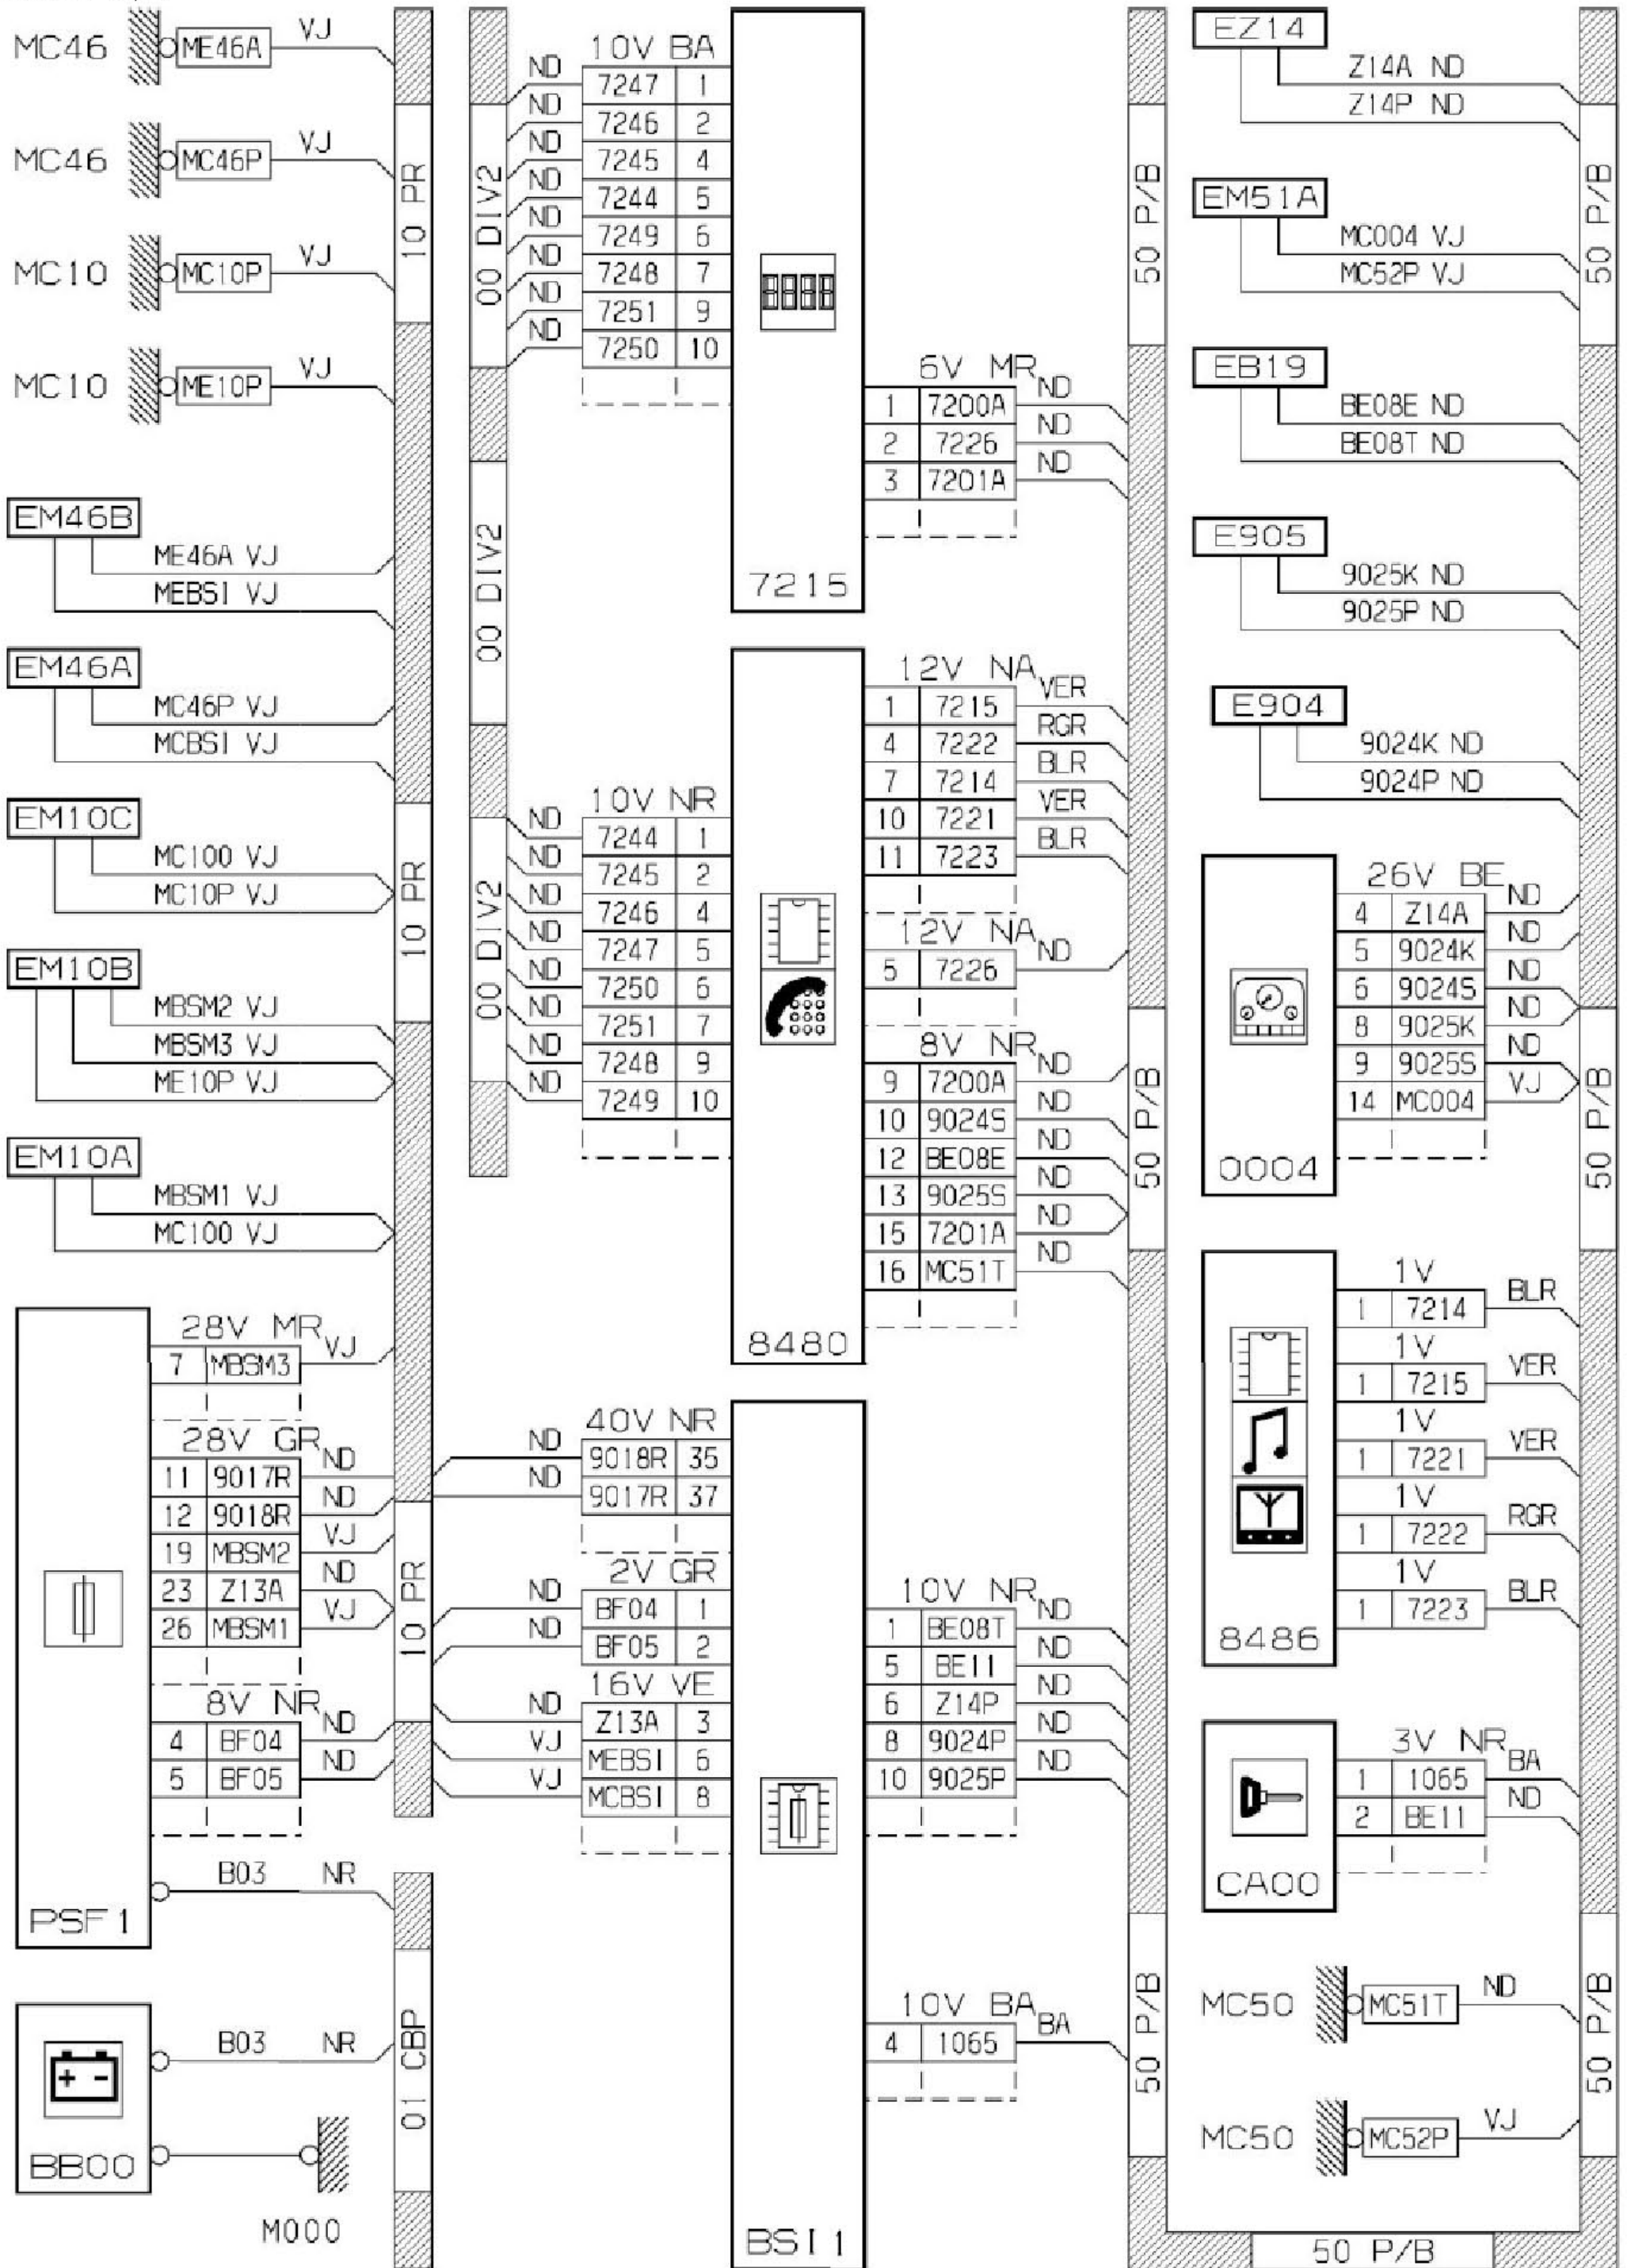 MC46 ME46A VJ
MC46 MC46P VJ
MC10 MC10P VJ
MC10 ME10P VJ
EM46B
ME46A VJ
MEBSI VJ
EM46A
MC46P VJ
MCBSI VJ
EM10C
MC100 VJ
MC10P VJ
EM10B
MBSM2 VJ
MBSM3 VJ
ME10P VJ
EM10A
MBSM1 VJ
MC100 VJ
28V MR
7 MBSM3 VJ
28V GR
11 9017R ND
12 9018R ND
19 MBSM2 VJ
23 Z13A ND
26 MBSM1 VJ
8V NR
4 BF04 ND
5 BF05 ND
B03 NR
PSF1
B03 NR
BB00
M000
10 PR
10 PR
10 PR
01 CBP
00 DIV2
00 DIV2
00 DIV2
10V BA
ND 7247 1
ND 7246 2
ND 7245 4
ND 7244 5
ND 7249 6
ND 7248 7
ND 7251 9
ND 7250 10
6V MR
1 7200A ND
2 7226 ND
3 7201A ND
7215
12V NA
1 7215 VER
4 7222 RGR
7 7214 BLR
10 7221 VER
11 7223 BLR
12V NA
5 7226 ND
10V NR
ND 7244 1
ND 7245 2
ND 7246 4
ND 7247 5
ND 7250 6
ND 7251 7
ND 7248 9
ND 7249 10
8V NR
9 7200A ND
10 9024S ND
12 BE08E ND
13 9025S ND
15 7201A ND
16 MC51T ND
8480
40V NR
ND 9018R 35
ND 9017R 37
2V GR
ND BF04 1
ND BF05 2
16V VE
ND Z13A 3
VJ MEBSI 6
VJ MCBSI 8
10V NR
1 BE08T ND
5 BE11 ND
6 Z14P ND
8 9024P ND
10 9025P ND
10V BA
4 1065 BA
BSI1
50 P/B
50 P/B
50 P/B
EZ14
Z14A ND
Z14P ND
EM51A
MC004 VJ
MC52P VJ
EB19
BE08E ND
BE08T ND
E905
9025K ND
9025P ND
E904
9024K ND
9024P ND
26V BE
4 Z14A ND
5 9024K ND
6 9024S ND
8 9025K ND
9 9025S ND
14 MC004 VJ
0004
1V
1 7214 BLR
1V
1 7215 VER
1V
1 7221 VER
1V
1 7222 RGR
1V
1 7223 BLR
8486
3V NR
1 1065 BA
2 BE11 ND
CA00
MC50 MC51T ND
MC50 MC52P VJ
50 P/B
50 P/B
50 P/B
50 P/B